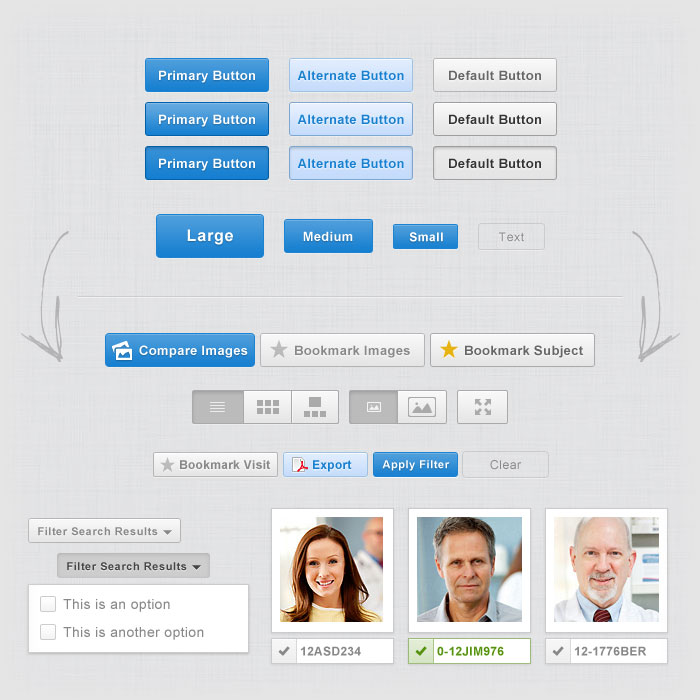 Primary Button Alternate Button Default Button
Primary Button Alternate Button Default Button
Primary Button Alternate Button Default Button
Large Medium Small Text
Compare Images Bookmark Images Bookmark Subject
Bookmark Visit Export Apply Filter Clear
Filter Search Results
Filter Search Results
This is an option
This is another option
12ASD234 0-12JIM976 12-1776BER